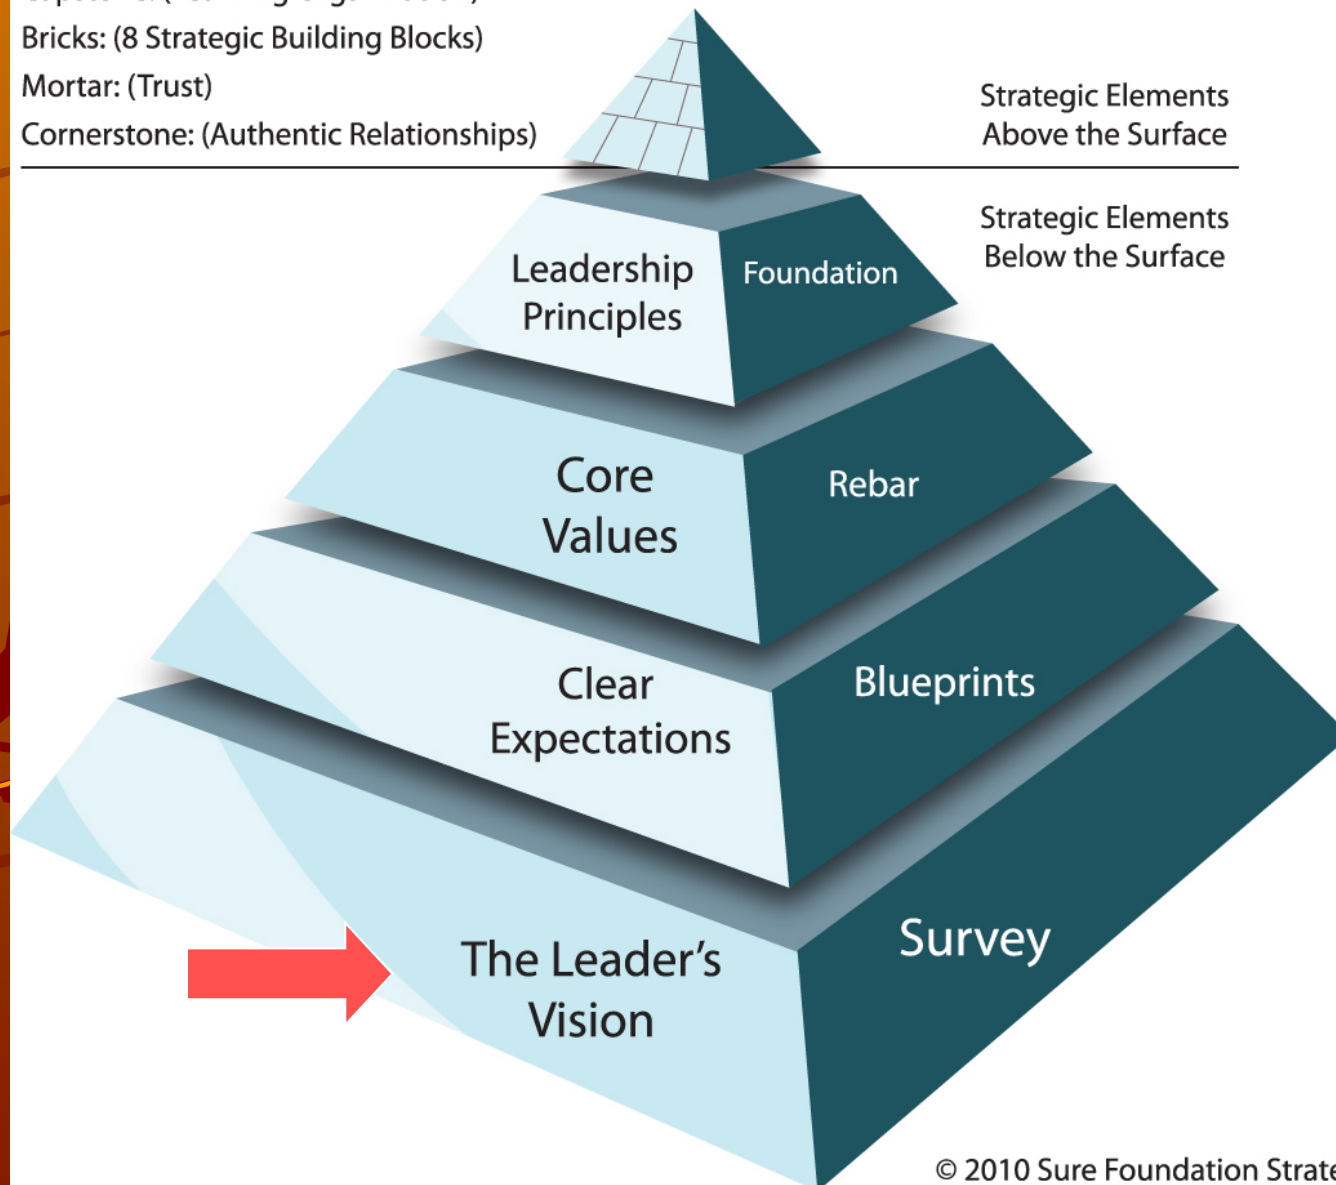 Bricks: (8 Strategic Building Blocks)
Mortar: (Trust)
Cornerstone: (Authentic Relationships)
Strategic Elements
Above the Surface
Strategic Elements
Below the Surface
Leadership
Principles
Foundation
Core
Values
Rebar
Clear
Expectations
Blueprints
The Leader's
Vision
Survey
© 2010 Sure Foundation Strate